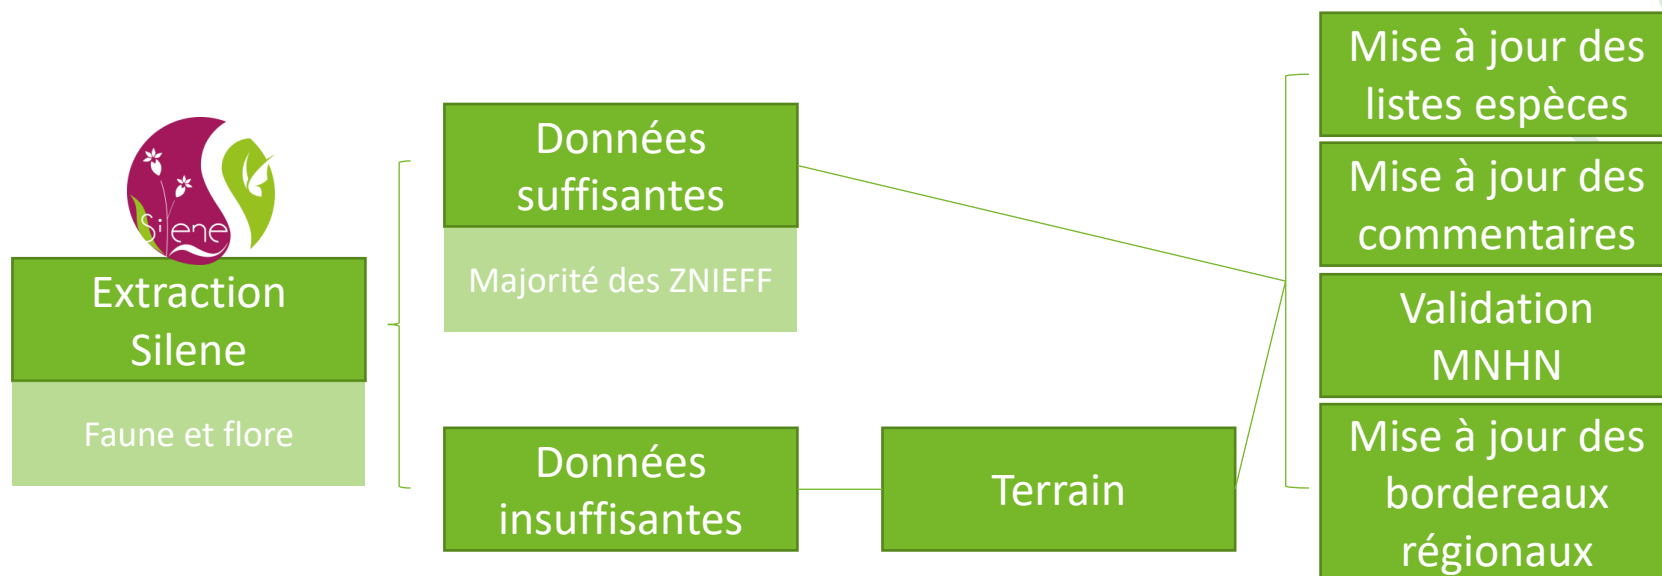 Silene
Extraction
Silene
Faune et flore
Données
suffisantes
Majorité des ZNIEFF
Données
insuffisantes
Terrain
Mise à jour des
listes espèces
Mise à jour des
commentaires
Validation
MNHN
Mise à jour des
bordereaux
régionaux